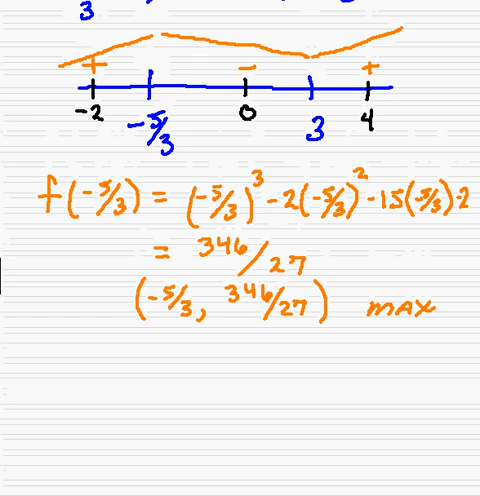 3
+ − +
-2 -5/3 0 3 4
f(-5/3) = (-5/3)^3 - 2(-5/3)^2 - 15(-5/3)-2
= 346/27
(-5/3, 346/27) max